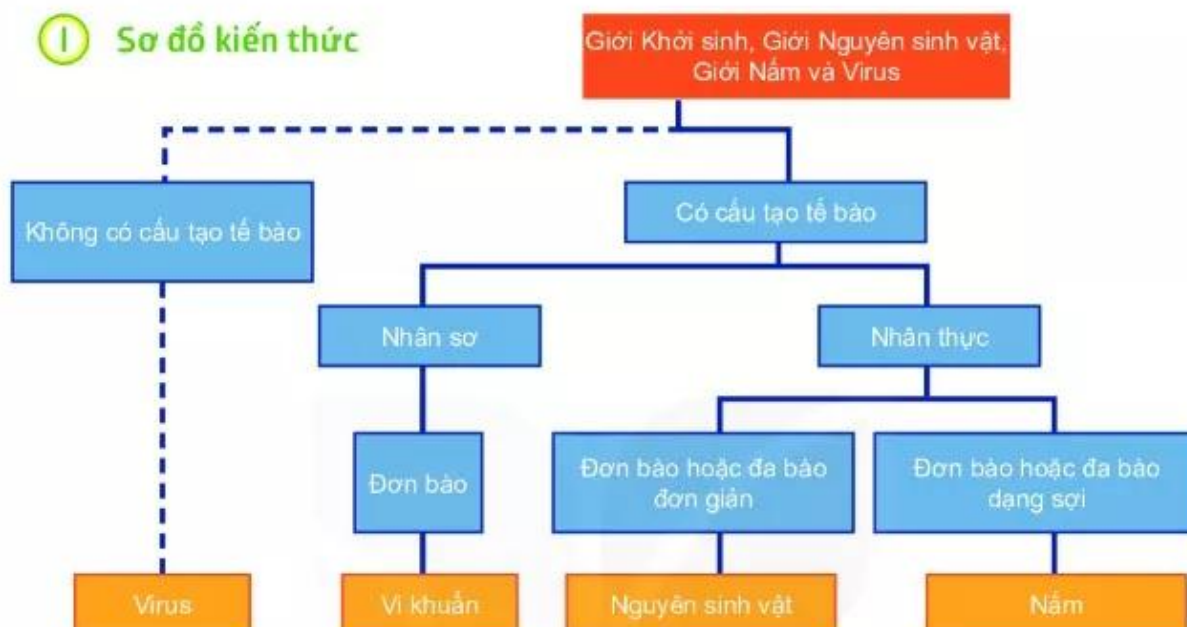 I Sơ đồ kiến thức
Giới Khởi sinh, Giới Nguyên sinh vật,
Giới Nấm và Virus
Không có cấu tạo tế bào
Có cấu tạo tế bào
Nhân sơ
Nhân thực
Đơn bào
Đơn bào hoặc đa bào
đơn giản
Đơn bào hoặc đa bào
dạng sợi
Virus
Vi khuẩn
Nguyên sinh vật
Nấm